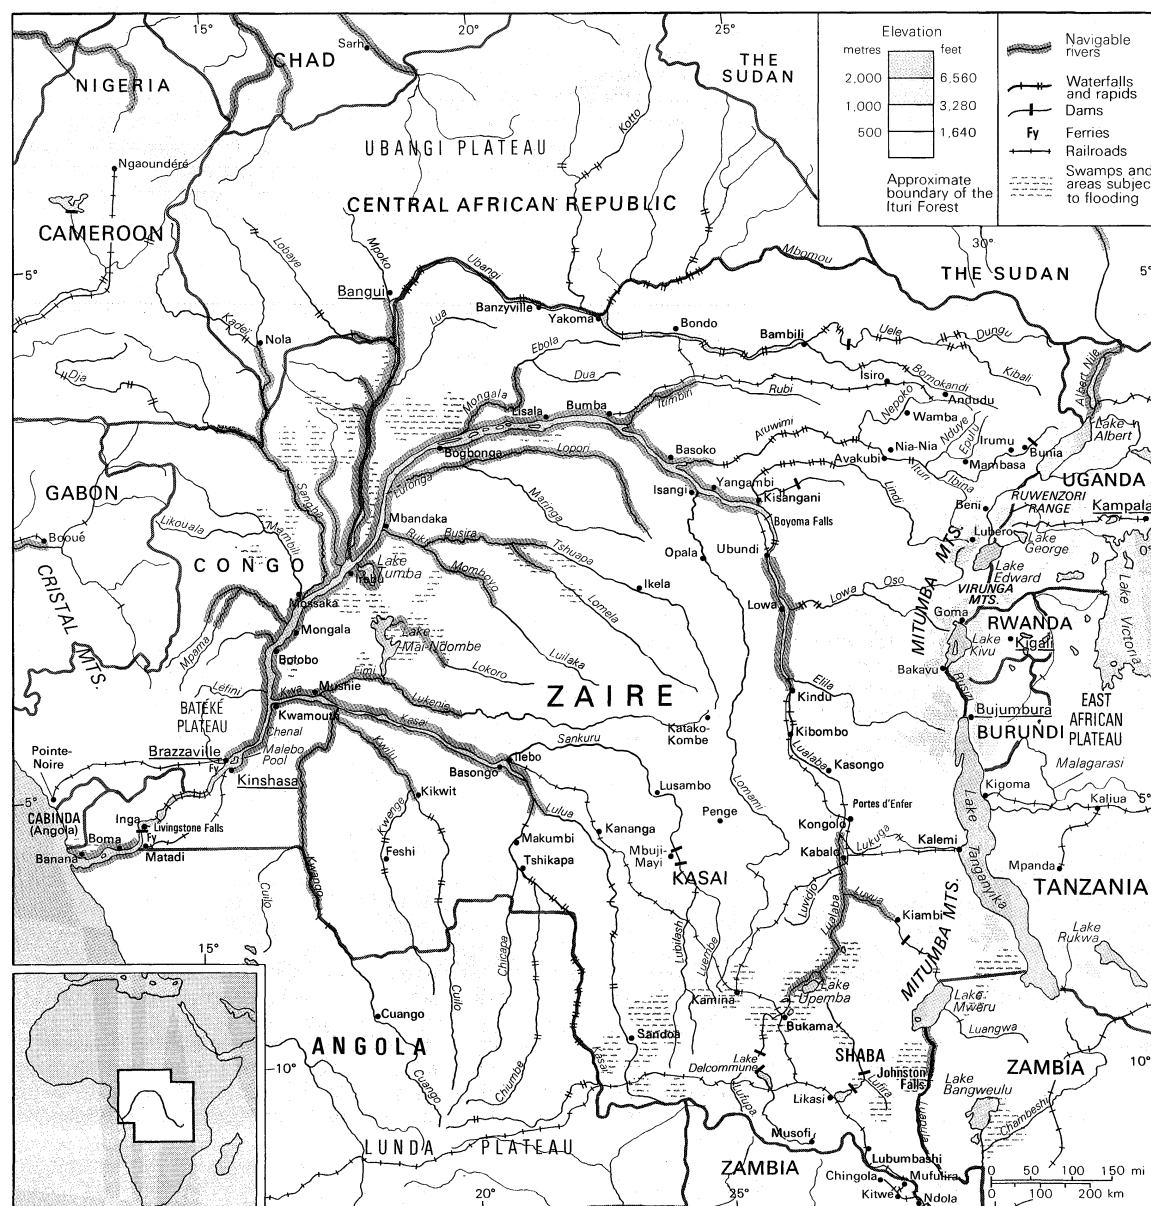 15°
20°
25°
Sarh
CHAD
NIGERIA
THE
SUDAN
Elevation
metres
feet
2,000
6,560
1,000
3,280
500
1,640
Approximate
boundary of the
Ituri Forest
Navigable
rivers
Waterfalls
and rapids
Dams
Fy
Ferries
Railroads
Swamps and
areas subjec
to flooding
Kotto
UBANGI PLATEAU
Ngaoundéré
CENTRAL AFRICAN REPUBLIC
CAMEROON
Lobaye
Mpoko
Ubangi
Mbomou
30°
THE SUDAN
5°
5°
Bangui
Banzyville
Yakoma
Bondo
Bambili
Uele
Dungu
Kadei
Nola
Lua
Ebola
Dua
Kibali
Dja
Isiro
Bomokandi
Andudu
Albert Nile
Mongala
Lisala
Bumba
Itimbiri
Rubi
Nepoko
Wamba
Nduye
Epulu
Irumu
Bunia
Lake
Albert
Bogbonga
Lopori
Basoko
Aruwimi
Nia-Nia
Avakubi
Mambasa
Ituri
Ibina
UGANDA
GABON
Lulonga
Maringa
Isangi
Yangambi
Kisangani
Lindi
Beni
RUWENZORI
RANGE
Kampala
Sangha
Likouala
Mambili
Mbandaka
Ruki
Busira
Boyoma Falls
Lubero
Lake
George
Booué
CONGO
Tshuapa
Opala
Ubundi
MITUMBA MTS.
0°
Lake
Tumba
Irebu
Momboyo
Ikela
Lake
Edward
VIRUNGA
MTS.
CRISTAL MTS.
Mossaka
Lomela
Lowa
Lowa
Oso
Goma
RWANDA
Lake Victoria
Mpama
Mongala
Lake
Mai-Ndombe
Lake
Kivu
Kigali
Bolobo
Luilaka
Bakavu
Lokoro
Fimi
Ruzizi
Léfini
Kwa
Mushie
Lukenie
ZAIRE
Elila
Kindu
BATÉKÉ
PLATEAU
Kwamouth
Kasai
Katako-
Kombe
Bujumbura
BURUNDI
EAST
AFRICAN
PLATEAU
Chenal
Malebo
Pool
Sankuru
Kibombo
Pointe-
Noire
Brazzaville
Fy
Kinshasa
Kwilu
Ilebo
Basongo
Lualaba
Kasongo
Malagarasi
Kikwit
Lulua
Lusambo
Lomami
Kigoma
Kaliua
5°
5°
CABINDA
(Angola)
Inga
Livingstone Falls
Fy
Boma
Banana
Matadi
Kwenge
Kananga
Penge
Portes d'Enfer
Kongolo
Lukuga
Kalemi
Lake Tanganyika
Makumbi
Feshi
Mbuji-
Mayi
Kabalo
Mpanda
Tshikapa
KASAI
TANZANIA
Kwango
Cuilo
Luvidjo
Luvua
Kiambi
MITUMBA MTS.
Lualaba
Lake
Rukwa
15°
Chicapa
Lubilash
Luembe
Cuilo
Kamina
Lake
Upemba
Lake
Mweru
Luangwa
Cuango
Bukama
ANGOLA
Sandoa
SHABA
ZAMBIA
10°
10°
Kasai
Lake
Delcommune
Johnston
Falls
Lufira
Lake
Bangweulu
Cuango
Chiumbe
Lufupa
Likasi
Luapula
Chambeshi
LUNDA PLATEAU
Musofi
ZAMBIA
Lubumbashi
Chingola
Mufulira
Kitwe
Ndola
0 50 100 150 mi
0 100 200 km
20°
25°